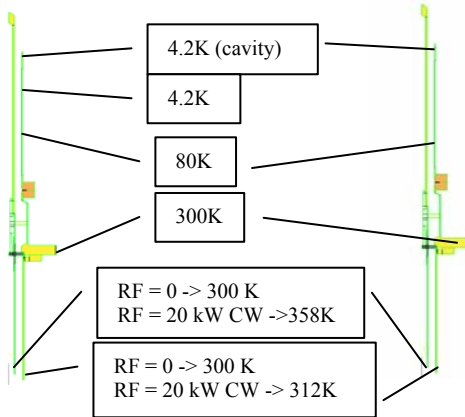 4.2K (cavity)
4.2K
80K
300K
RF = 0 -> 300 K
RF = 20 kW CW ->358K
RF = 0 -> 300 K
RF = 20 kW CW -> 312K